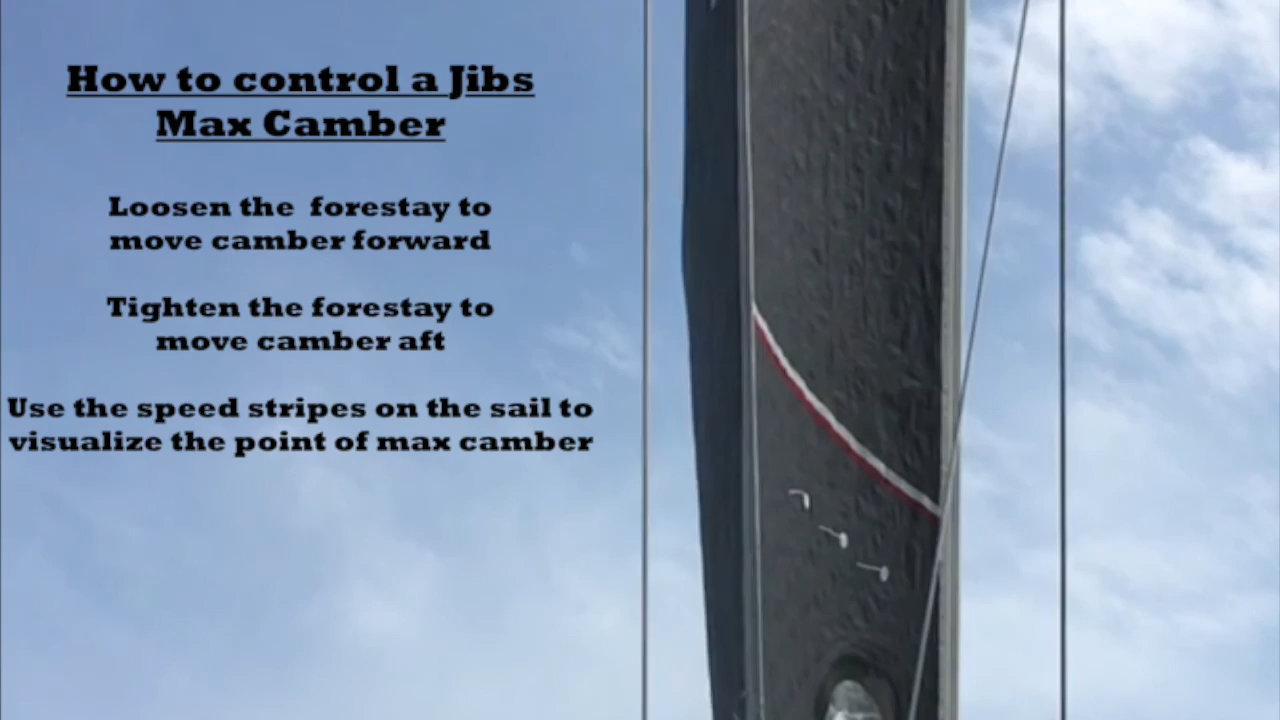 How to control a Jibs
Max Camber
Loosen the forestay to
move camber forward
Tighten the forestay to
move camber aft
Use the speed stripes on the sail to
visualize the point of max camber